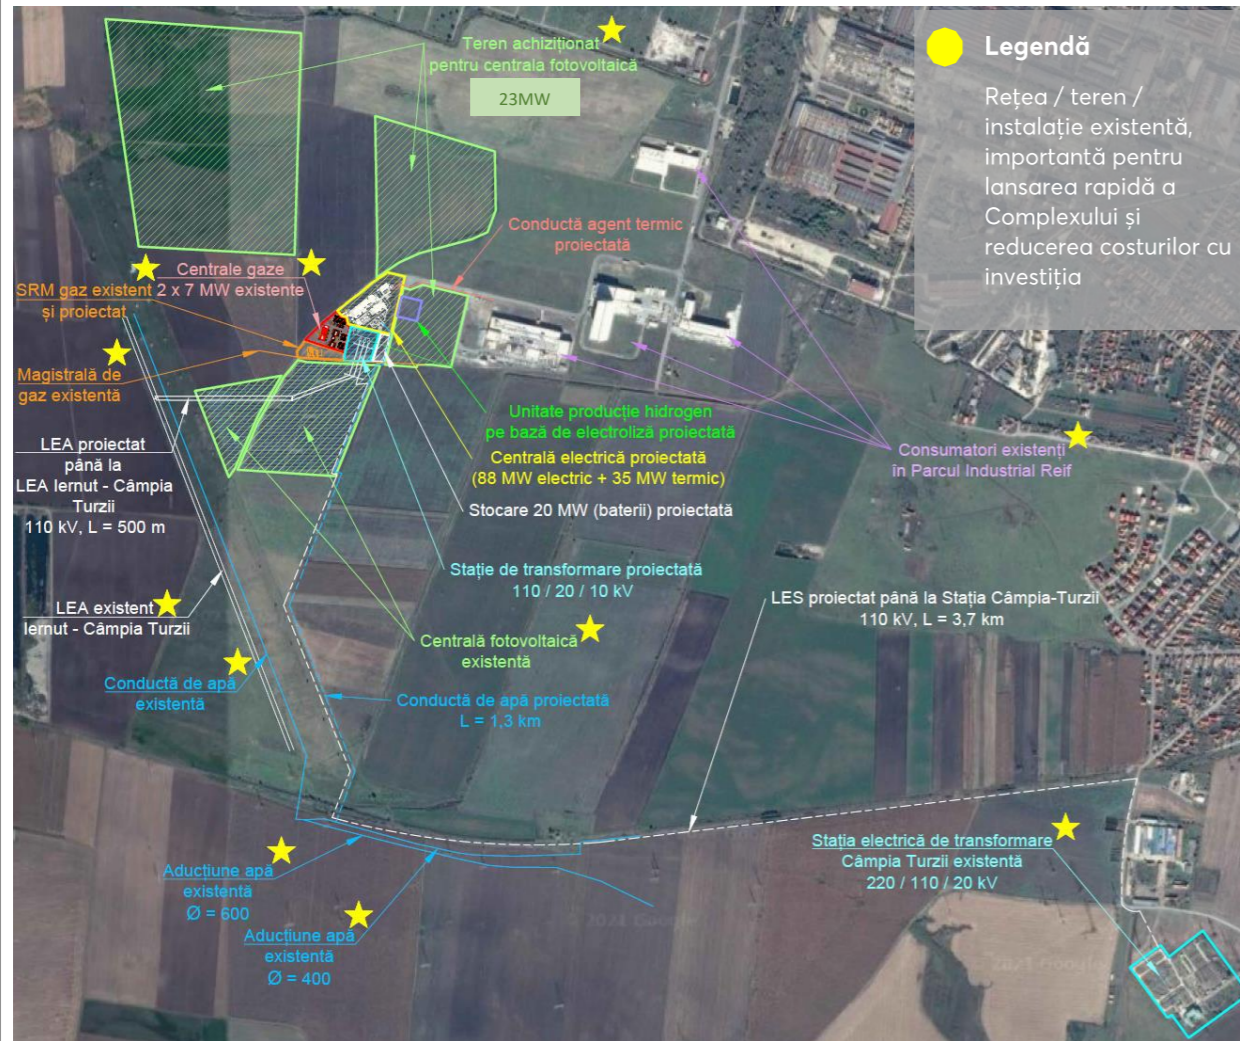 Teren achiziționat
pentru centrala fotovoltaică
23MW
Legendă
Rețea / teren /
instalație existentă,
importantă pentru
lansarea rapidă a
Complexului și
reducerea costurilor cu
investiția
Conductă agent termic
proiectată
Centrale gaze
2 x 7 MW existente
SRM gaz existent
și proiectat
Magistrală de
gaz existentă
Unitate producție hidrogen
pe bază de electroliză proiectată
Centrală electrică proiectată
(88 MW electric + 35 MW termic)
Stocare 20 MW (baterii) proiectată
Consumatori existenți
în Parcul Industrial Reif
LEA proiectat
până la
LEA Iernut - Câmpia
Turzii
110 kV, L = 500 m
Stație de transformare proiectată
110 / 20 / 10 kV
LES proiectat până la Stația Câmpia-Turzii
110 kV, L = 3,7 km
LEA existent
Iernut - Câmpia Turzii
Centrală fotovoltaică
existentă
Conductă de apă
existentă
Conductă de apă proiectată
L = 1,3 km
Stația electrică de transformare
Câmpia Turzii existentă
220 / 110 / 20 kV
Aducțiune apă
existentă
Ø = 600
Aducțiune apă
existentă
Ø = 400